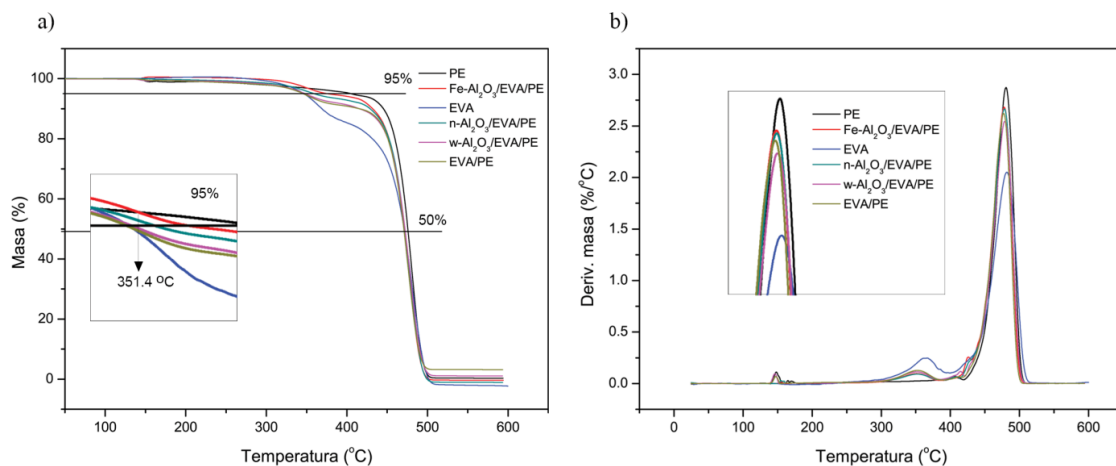 a)
100
80
60
40
20
0
Masa (%)
100
200
300
400
500
600
Temperatura (°C)
95%
50%
PE
Fe-Al₂O₃/EVA/PE
EVA
n-Al₂O₃/EVA/PE
w-Al₂O₃/EVA/PE
EVA/PE
95%
351.4 °C
b)
3.0
2.5
2.0
1.5
1.0
0.5
0.0
Deriv. masa (%/°C)
0
100
200
300
400
500
600
Temperatura (°C)
PE
Fe-Al₂O₃/EVA/PE
EVA
n-Al₂O₃/EVA/PE
w-Al₂O₃/EVA/PE
EVA/PE